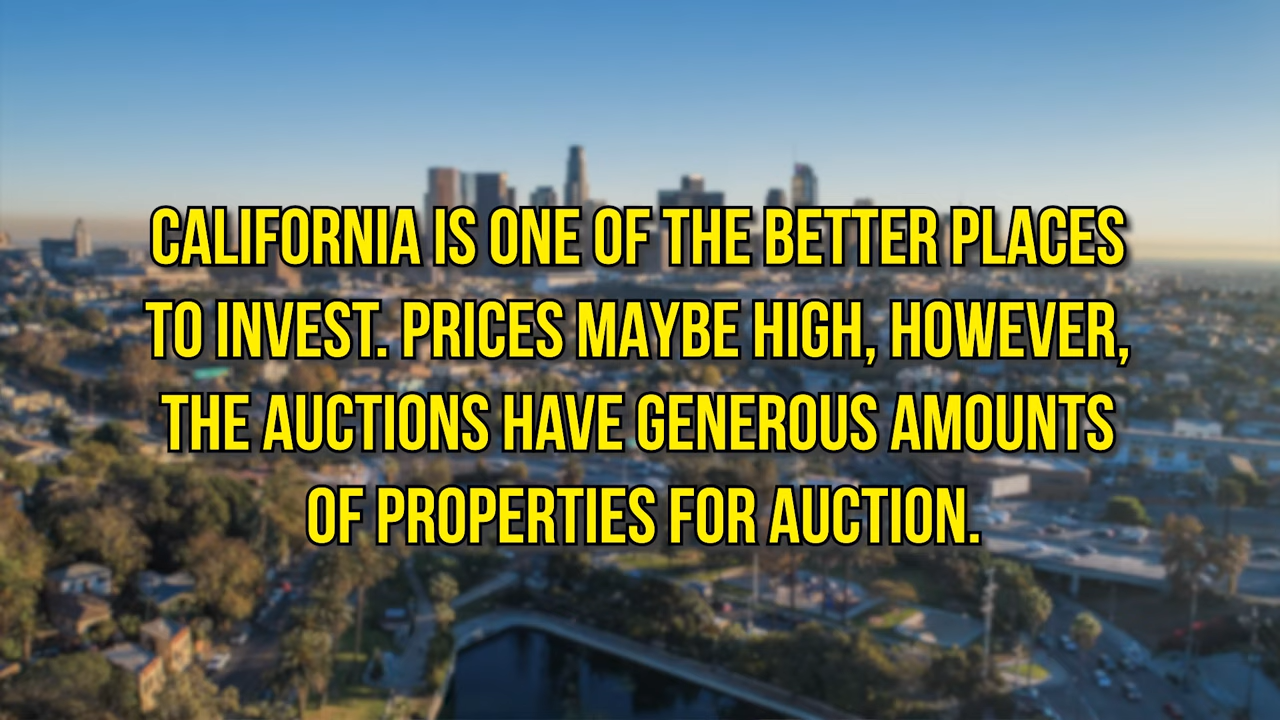 CALIFORNIA IS ONE OF THE BETTER PLACES
TO INVEST. PRICES MAYBE HIGH, HOWEVER,
THE AUCTIONS HAVE GENEROUS AMOUNTS
OF PROPERTIES FOR AUCTION.